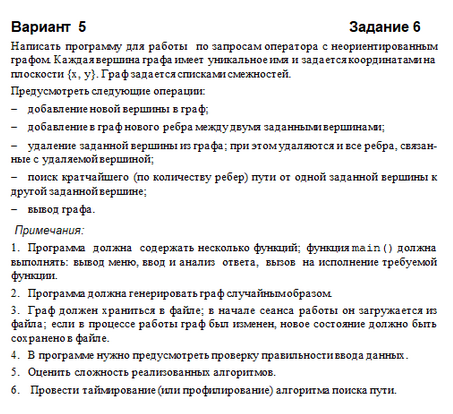 Вариант 5 Задание 6
Написать программу для работы по запросам оператора с неориентированным
графом. Каждая вершина графа имеет уникальное имя и задается координатами на
плоскости {x, y}. Граф задается списками смежностей.
Предусмотреть следующие операции:
– добавление новой вершины в граф;
– добавление в граф нового ребра между двумя заданными вершинами;
– удаление заданной вершины из графа; при этом удаляются и все ребра, связан-
ные с удаляемой вершиной;
– поиск кратчайшего (по количеству ребер) пути от одной заданной вершины к
другой заданной вершине;
– вывод графа.
Примечания:
1. Программа должна содержать несколько функций; функция main() должна
выполнять: вывод меню, ввод и анализ ответа, вызов на исполнение требуемой
функции.
2. Программа должна генерировать граф случайным образом.
3. Граф должен храниться в файле; в начале сеанса работы он загружается из
файла; если в процессе работы граф был изменен, новое состояние должно быть
сохранено в файле.
4. В программе нужно предусмотреть проверку правильности ввода данных.
5. Оценить сложность реализованных алгоритмов.
6. Провести таймирование (или профилирование) алгоритма поиска пути.